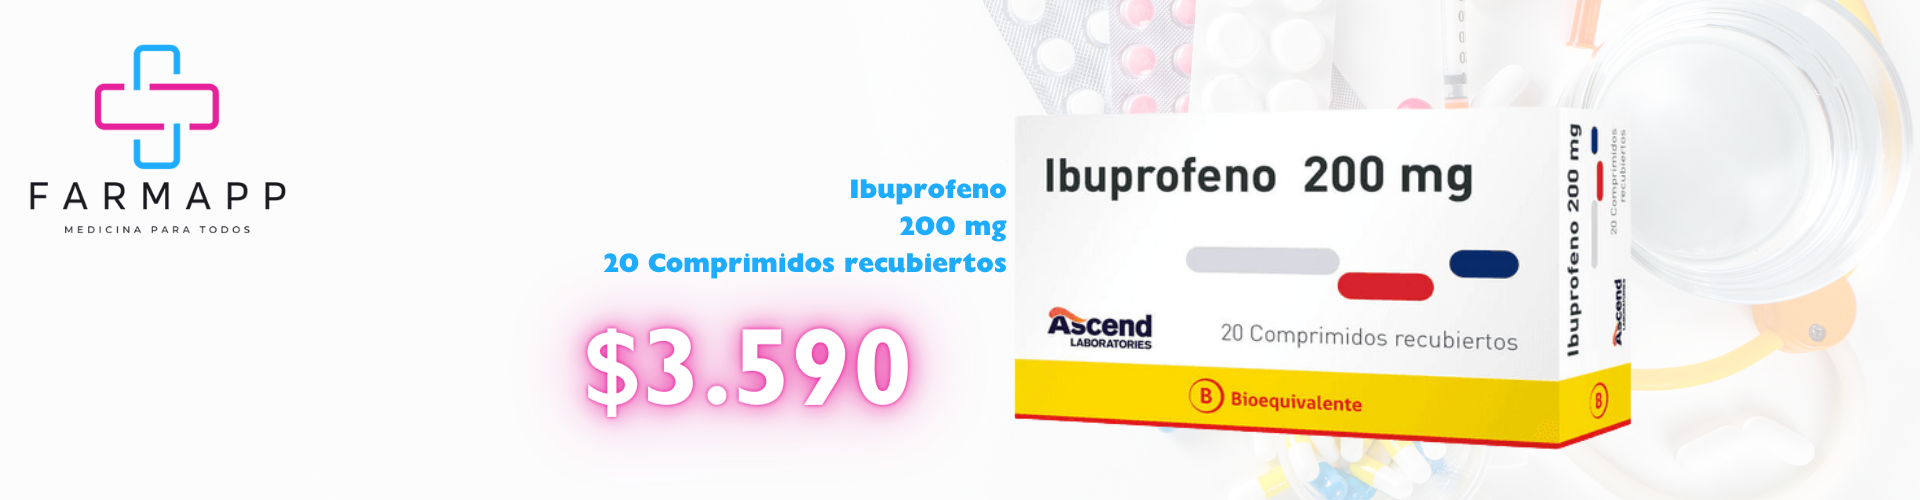 FARMAPP
MEDICINA PARA TODOS
Ibuprofeno
200 mg
20 Comprimidos recubiertos
$3.590
Ibuprofeno 200 mg
Ascend
LABORATORIES
20 Comprimidos recubiertos
B Bioequivalente
Ibuprofeno 200 mg
20 Comprimidos
recubiertos
Ascend
LABORATORIES
B